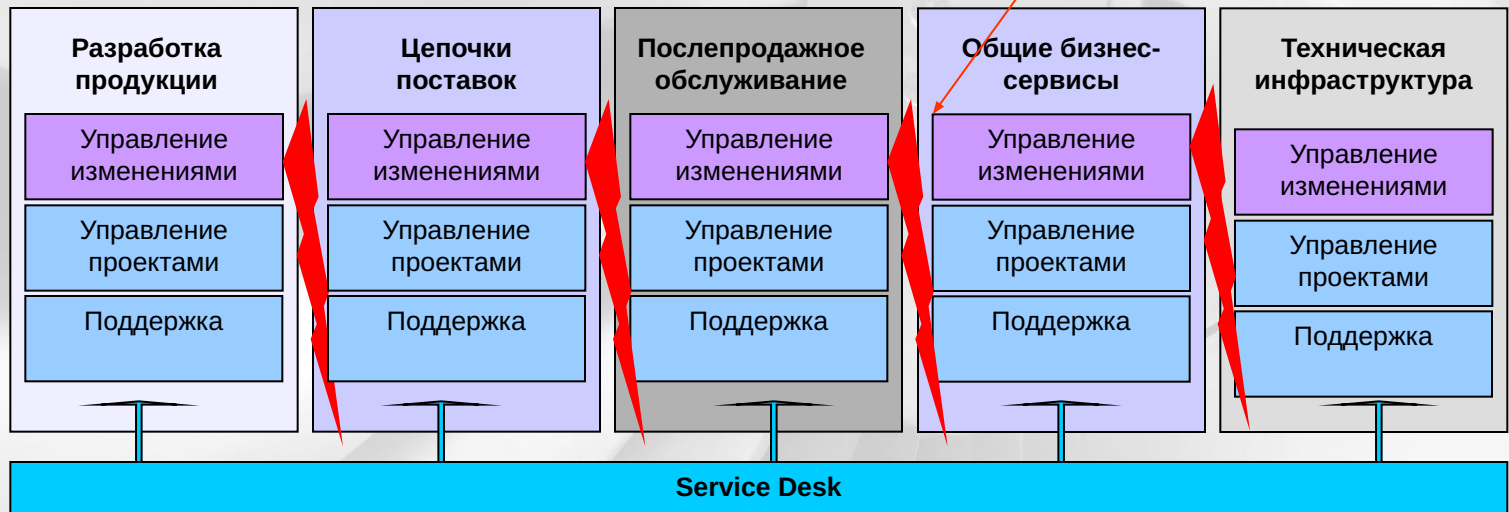 Разработка
продукции
Управление
изменениями
Управление
проектами
Поддержка
Цепочки
поставок
Управление
изменениями
Управление
проектами
Поддержка
Послепродажное
обслуживание
Управление
изменениями
Управление
проектами
Поддержка
Общие бизнес-
сервисы
Управление
изменениями
Управление
проектами
Поддержка
Техническая
инфраструктура
Управление
изменениями
Управление
проектами
Поддержка
Service Desk